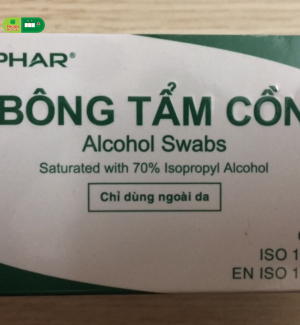 PHAR®
BÔNG TẨM CỒN
Alcohol Swabs
Saturated with 70% Isopropyl Alcohol
Chỉ dùng ngoài da
ISO 1
EN ISO 1